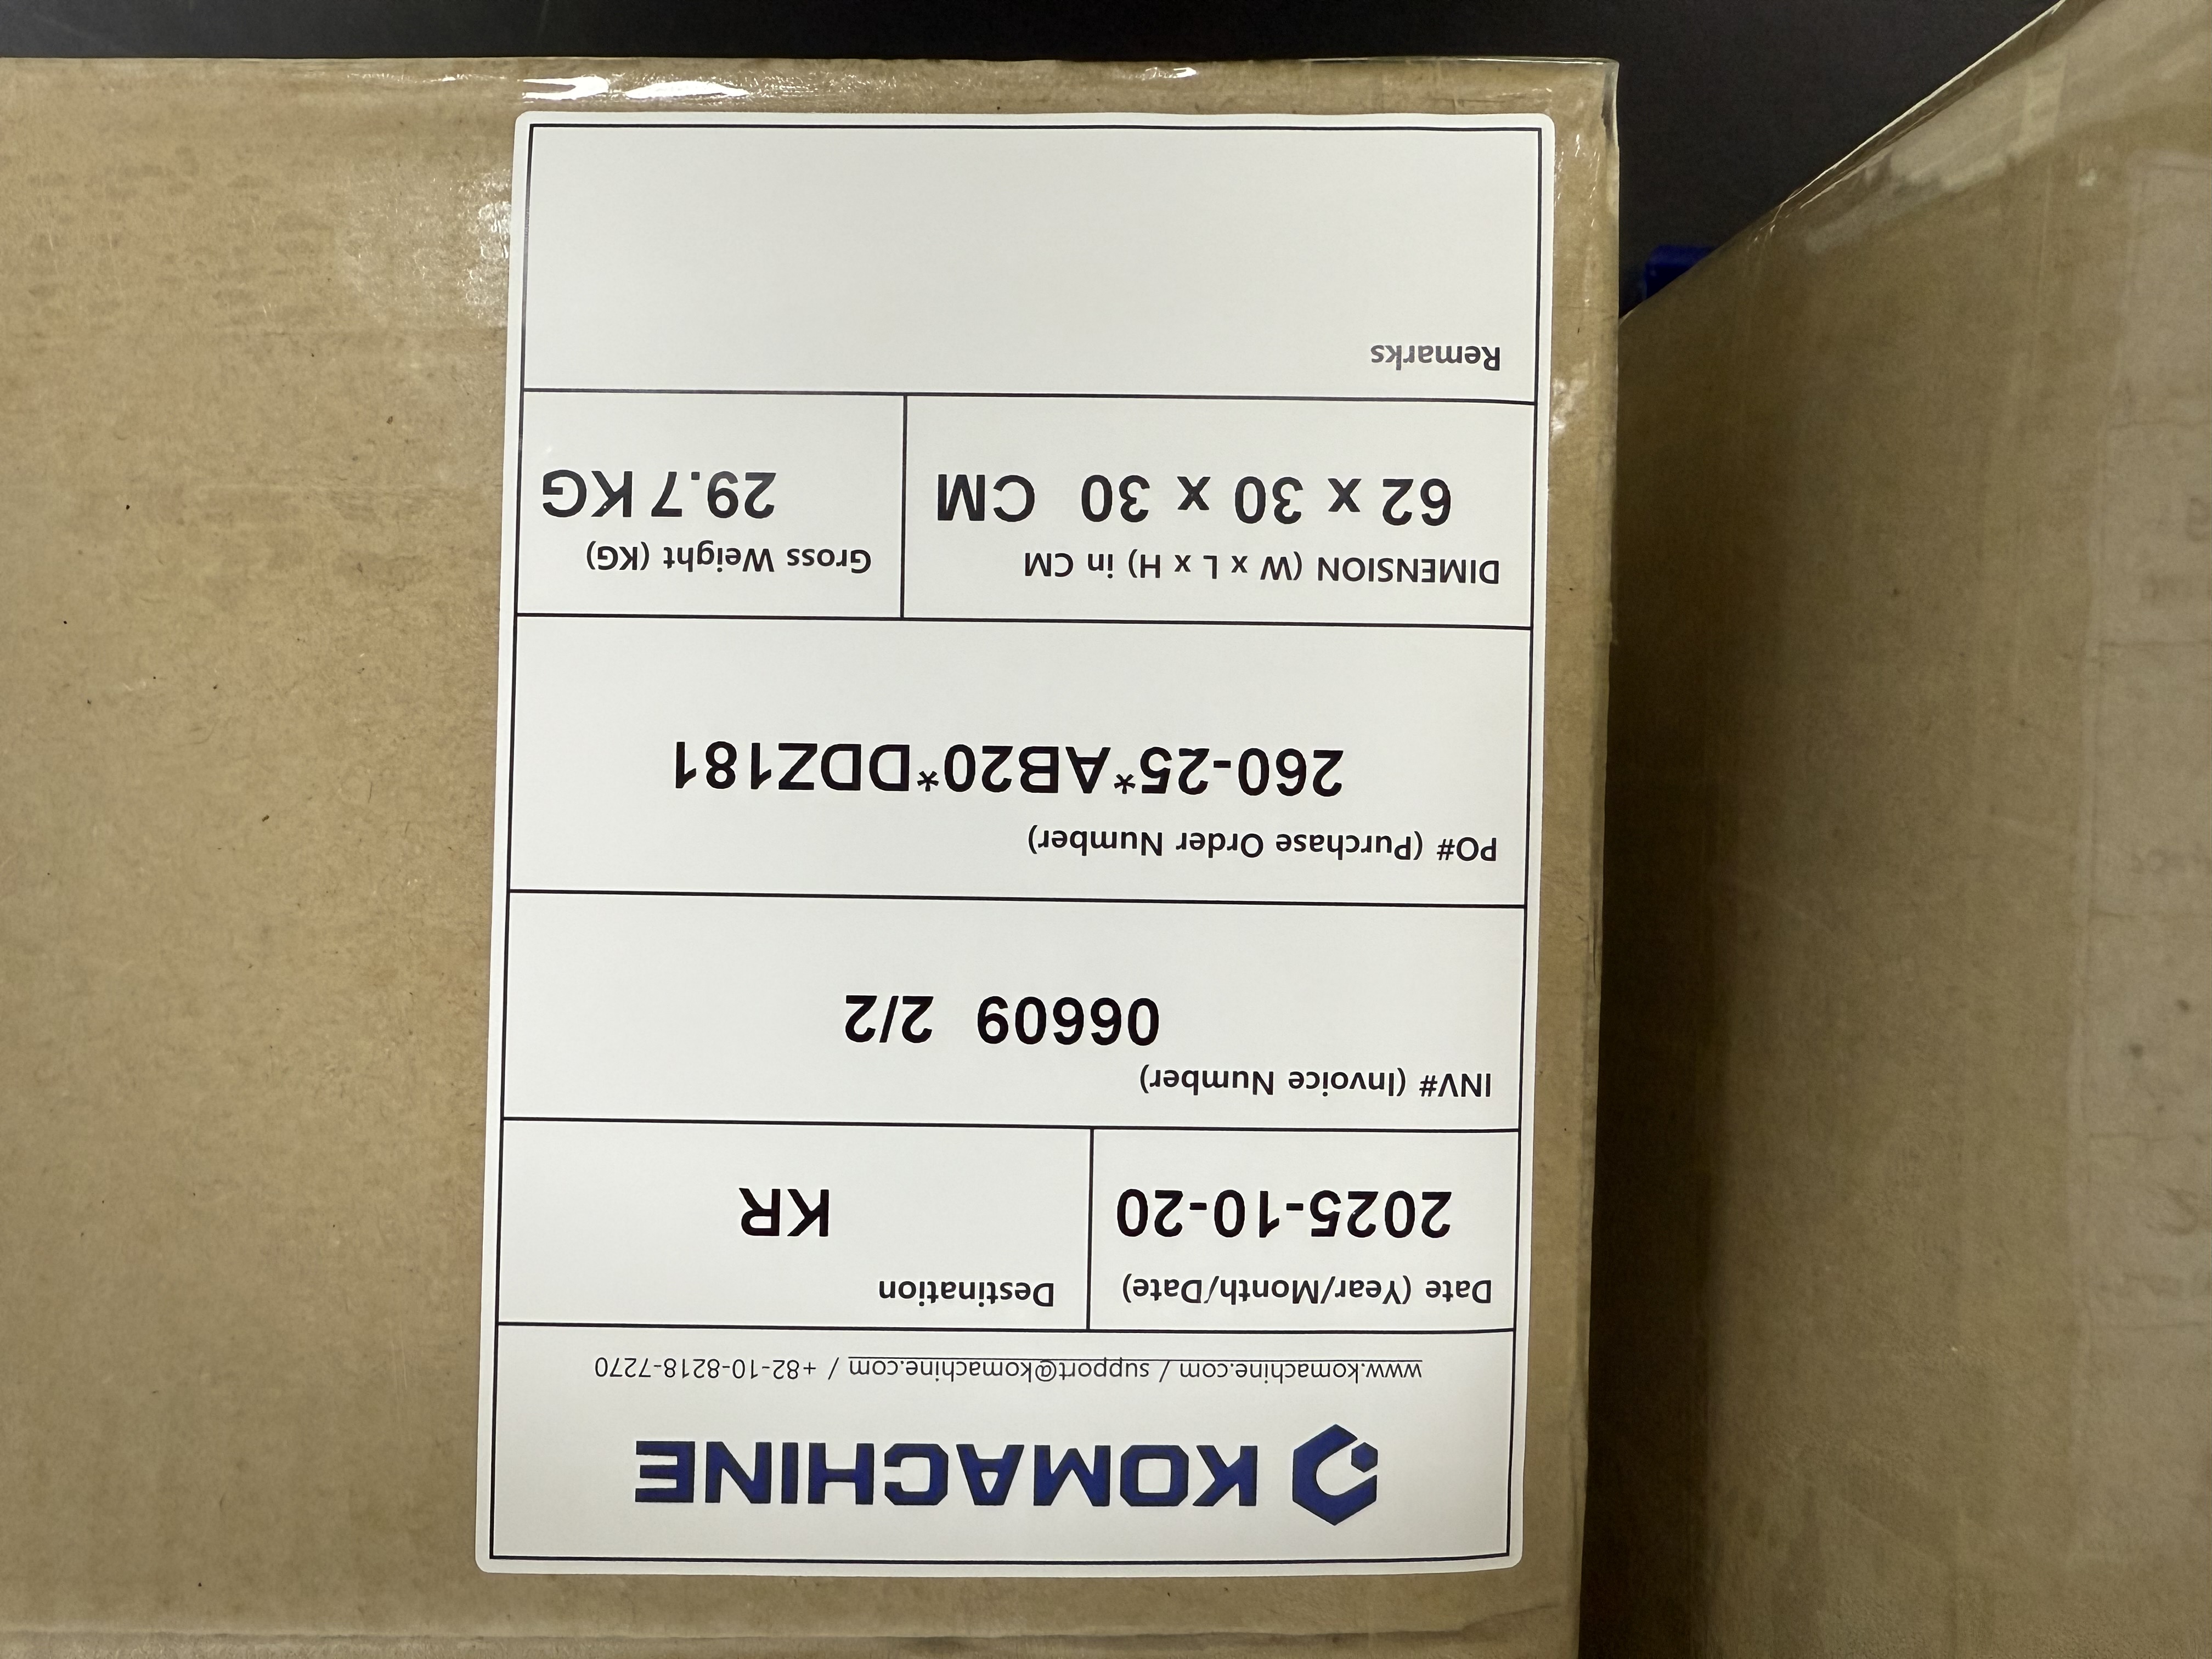 KOMACHINE
www.komachine.com / support@komachine.com / +82-10-8218-7270
Date (Year/Month/Date)
2025-10-20
Destination
KR
INV# (Invoice Number)
06609 2/2
PO# (Purchase Order Number)
260-25*AB20*DDZ181
DIMENSION (W x L x H) in CM
62 x 30 x 30 CM
Gross Weight (KG)
29.7 KG
Remarks